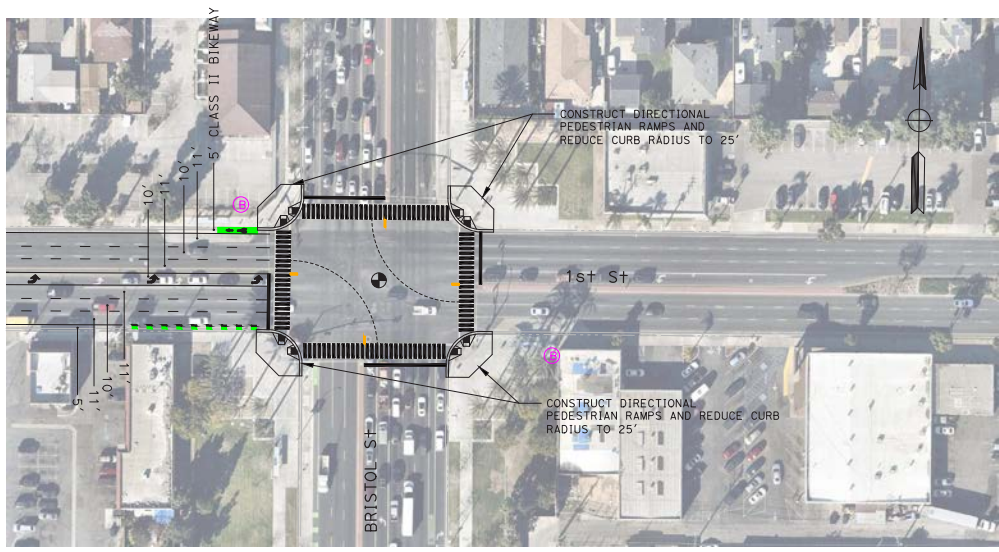 5' CLASS II BIKEWAY
11'
10'
11'
10'
B
CONSTRUCT DIRECTIONAL
PEDESTRIAN RAMPS AND
REDUCE CURB RADIUS TO 25'
1st St
B
5'
11'
10'
11'
BRISTOL St
CONSTRUCT DIRECTIONAL
PEDESTRIAN RAMPS AND REDUCE CURB
RADIUS TO 25'